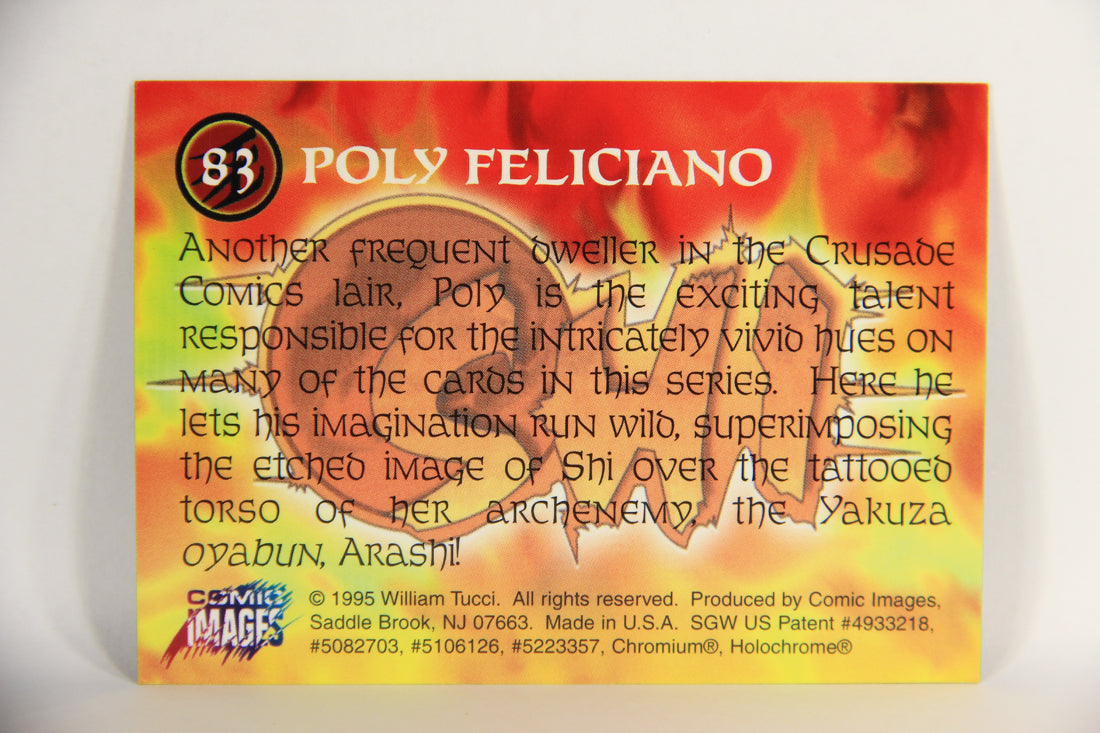 83 POLY FELICIANO
Another frequent dweller in the Crusade
Comics lair, Poly is the exciting talent
responsible for the intricately vivid hues on
many of the cards in this series. Here he
lets his imagination run wild, superimposing
the etched image of Shi over the tattooed
torso of her archenemy, the Yakuza
oyabun, Arashi!
SHI
COMIC
IMAGES
© 1995 William Tucci. All rights reserved. Produced by Comic Images,
Saddle Brook, NJ 07663. Made in U.S.A. SGW US Patent #4933218,
#5082703, #5106126, #5223357, Chromium®, Holochrome®